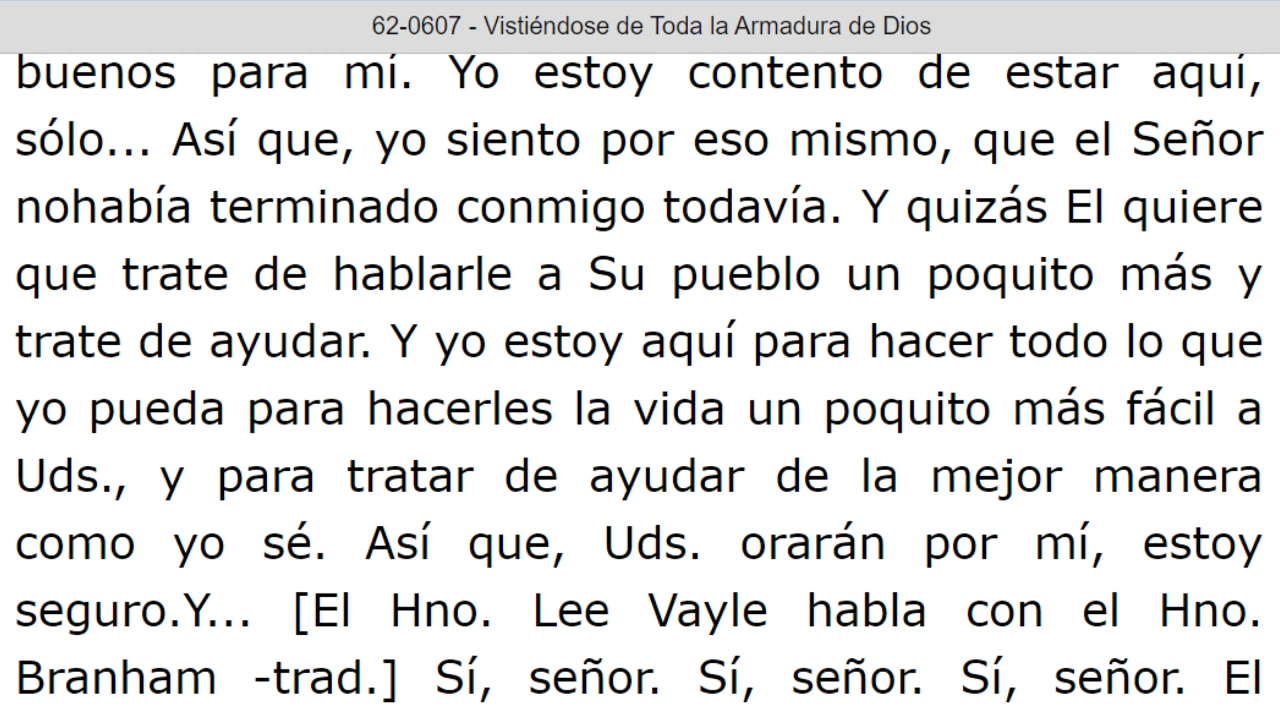 62-0607 - Vistiéndose de Toda la Armadura de Dios
buenos para mí. Yo estoy contento de estar aquí,
sólo... Así que, yo siento por eso mismo, que el Señor
nohabía terminado conmigo todavía. Y quizás El quiere
que trate de hablarle a Su pueblo un poquito más y
trate de ayudar. Y yo estoy aquí para hacer todo lo que
yo pueda para hacerles la vida un poquito más fácil a
Uds., y para tratar de ayudar de la mejor manera
como yo sé. Así que, Uds. orarán por mí, estoy
seguro.Y... [El Hno. Lee Vayle habla con el Hno.
Branham -trad.] Sí, señor. Sí, señor. Sí, señor. El